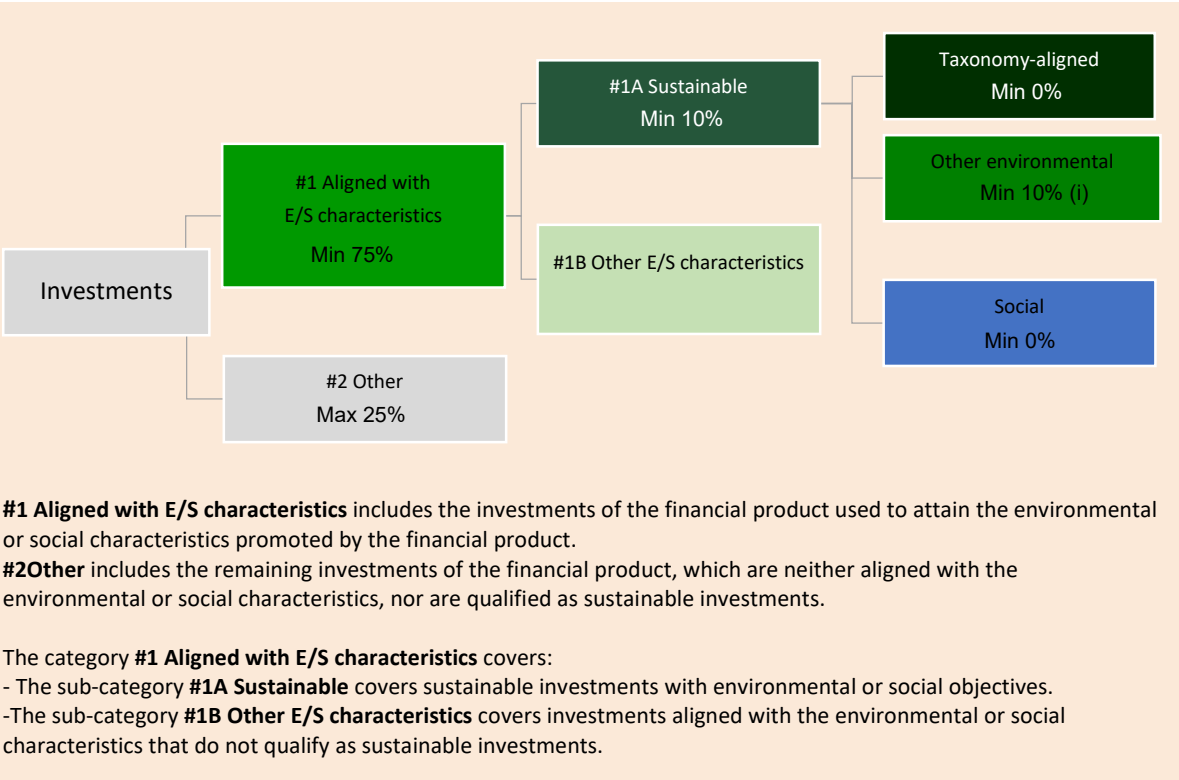 Investments
#1 Aligned with
E/S characteristics
Min 75%
#2 Other
Max 25%
#1A Sustainable
Min 10%
#1B Other E/S characteristics
Taxonomy-aligned
Min 0%
Other environmental
Min 10% (i)
Social
Min 0%
#1 Aligned with E/S characteristics includes the investments of the financial product used to attain the environmental
or social characteristics promoted by the financial product.
#2Other includes the remaining investments of the financial product, which are neither aligned with the
environmental or social characteristics, nor are qualified as sustainable investments.
The category #1 Aligned with E/S characteristics covers:
- The sub-category #1A Sustainable covers sustainable investments with environmental or social objectives.
-The sub-category #1B Other E/S characteristics covers investments aligned with the environmental or social
characteristics that do not qualify as sustainable investments.